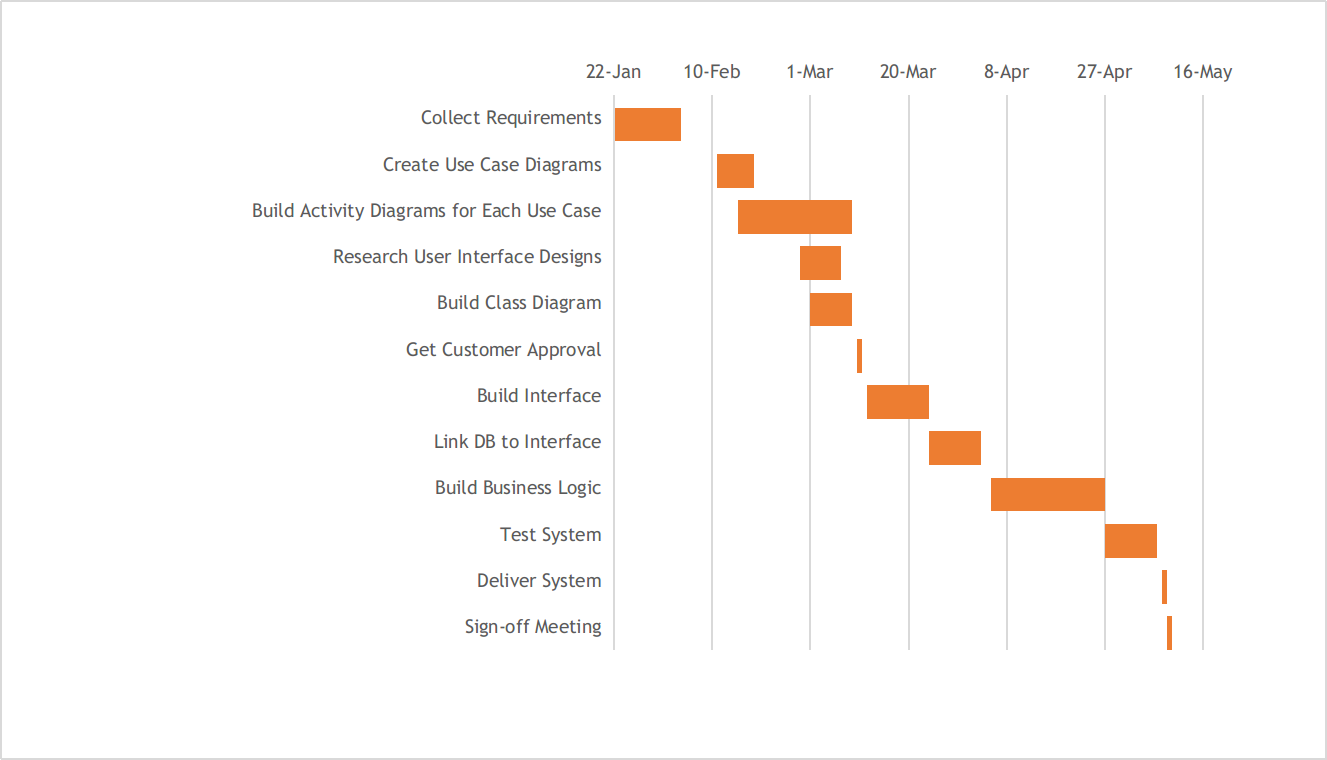 22-Jan 10-Feb 1-Mar 20-Mar 8-Apr 27-Apr 16-May
Collect Requirements
Create Use Case Diagrams
Build Activity Diagrams for Each Use Case
Research User Interface Designs
Build Class Diagram
Get Customer Approval
Build Interface
Link DB to Interface
Build Business Logic
Test System
Deliver System
Sign-off Meeting